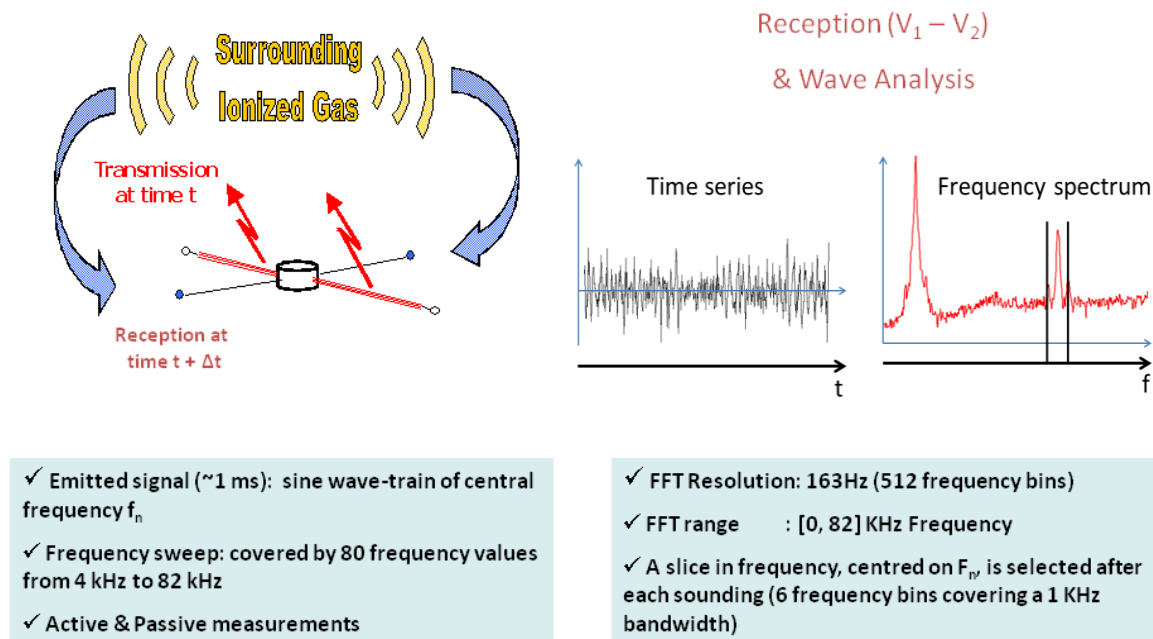 Surrounding
Ionized Gas
Transmission
at time t
Reception at
time t + Δt
Reception (V₁ – V₂)
& Wave Analysis
Time series
t
Frequency spectrum
f
✓ Emitted signal (~1 ms): sine wave-train of central
frequency fₙ
✓ Frequency sweep: covered by 80 frequency values
from 4 kHz to 82 kHz
✓ Active & Passive measurements
✓ FFT Resolution: 163Hz (512 frequency bins)
✓ FFT range : [0, 82] KHz Frequency
✓ A slice in frequency, centred on Fₙ, is selected after
each sounding (6 frequency bins covering a 1 KHz
bandwidth)